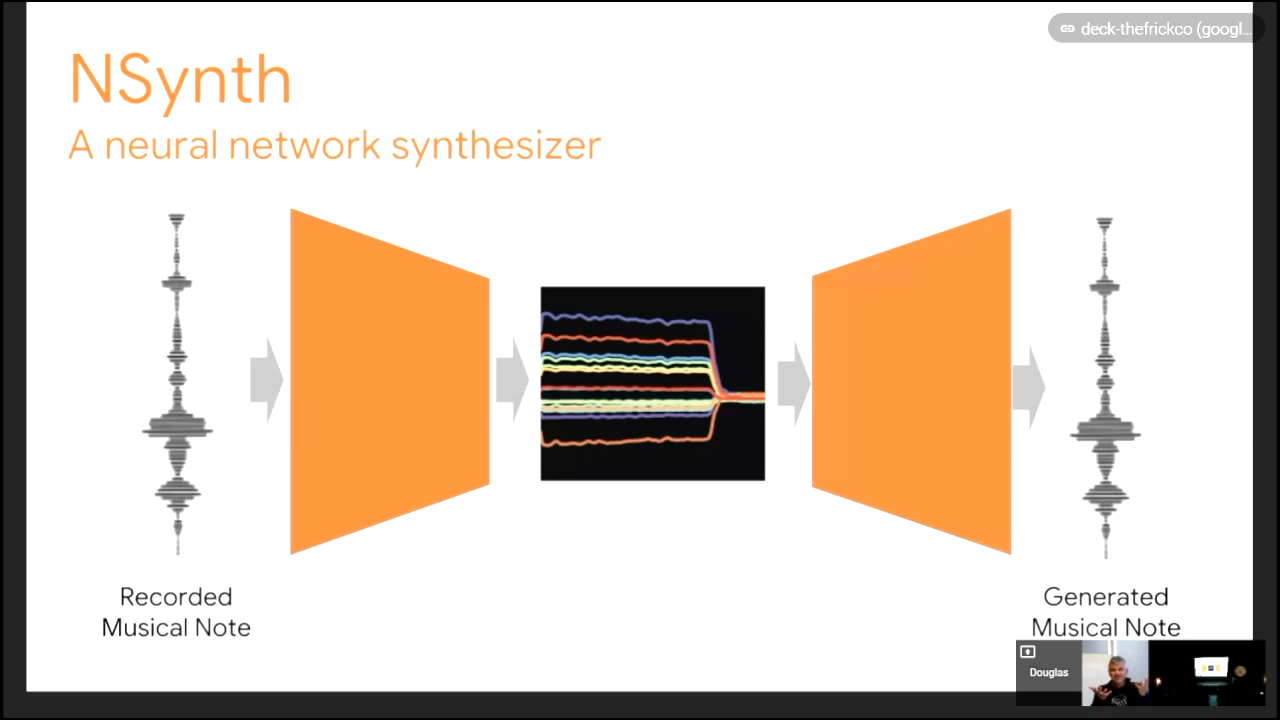 deck-thefrickco (googl...
NSynth
A neural network synthesizer
Recorded
Musical Note
Generated
Musical Note
Douglas